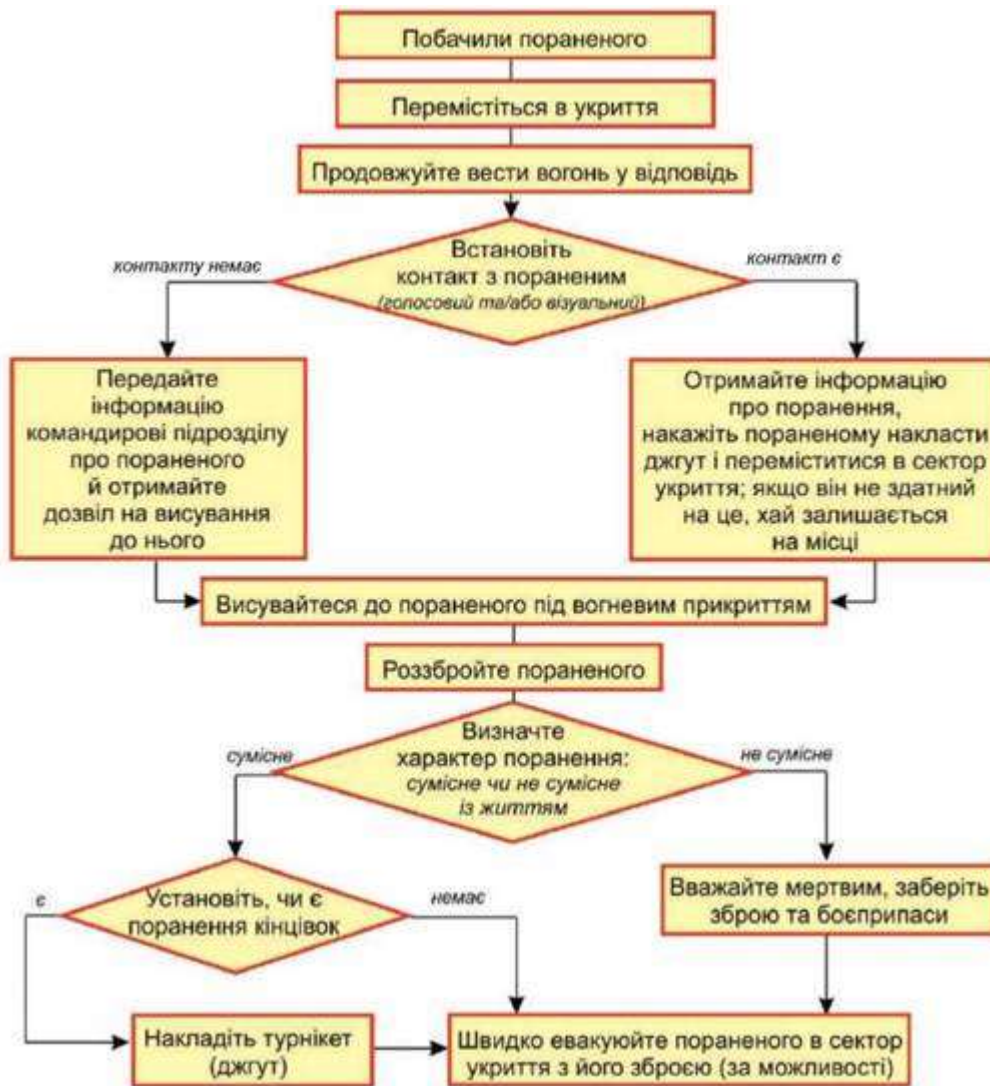 Побачили пораненого
Перемістіться в укриття
Продовжуйте вести вогонь у відповідь
Встановіть
контакт з пораненим
(голосовий та/або візуальний)
контакту немає
контакт є
Передайте
інформацію
командирові підрозділу
про пораненого
й отримайте
дозвіл на висування
до нього
Отримайте інформацію
про поранення,
накажіть пораненому накласти
джгут і переміститися в сектор
укриття; якщо він не здатний
на це, хай залишається
на місці
Висувайтеся до пораненого під вогневим прикриттям
Роззбройте пораненого
Визначте
характер поранення:
сумісне чи не сумісне
із життям
сумісне
не сумісне
Установіть, чи є
поранення кінцівок
є
немає
Вважайте мертвим, заберіть
зброю та боєприпаси
Накладіть турнікет
(джгут)
Швидко евакуюйте пораненого в сектор
укриття з його зброєю (за можливості)